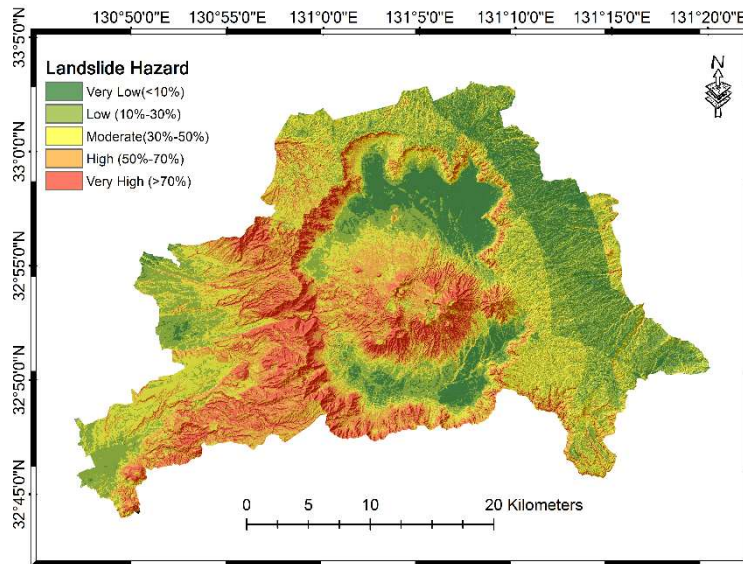 130°50'0"E 130°55'0"E 131°0'0"E 131°5'0"E 131°10'0"E 131°15'0"E 131°20'0"E
33°5'0"N
33°0'0"N
32°55'0"N
32°50'0"N
32°45'0"N
Landslide Hazard
Very Low(<10%)
Low (10%-30%)
Moderate(30%-50%)
High (50%-70%)
Very High (>70%)
N
0 5 10 20 Kilometers